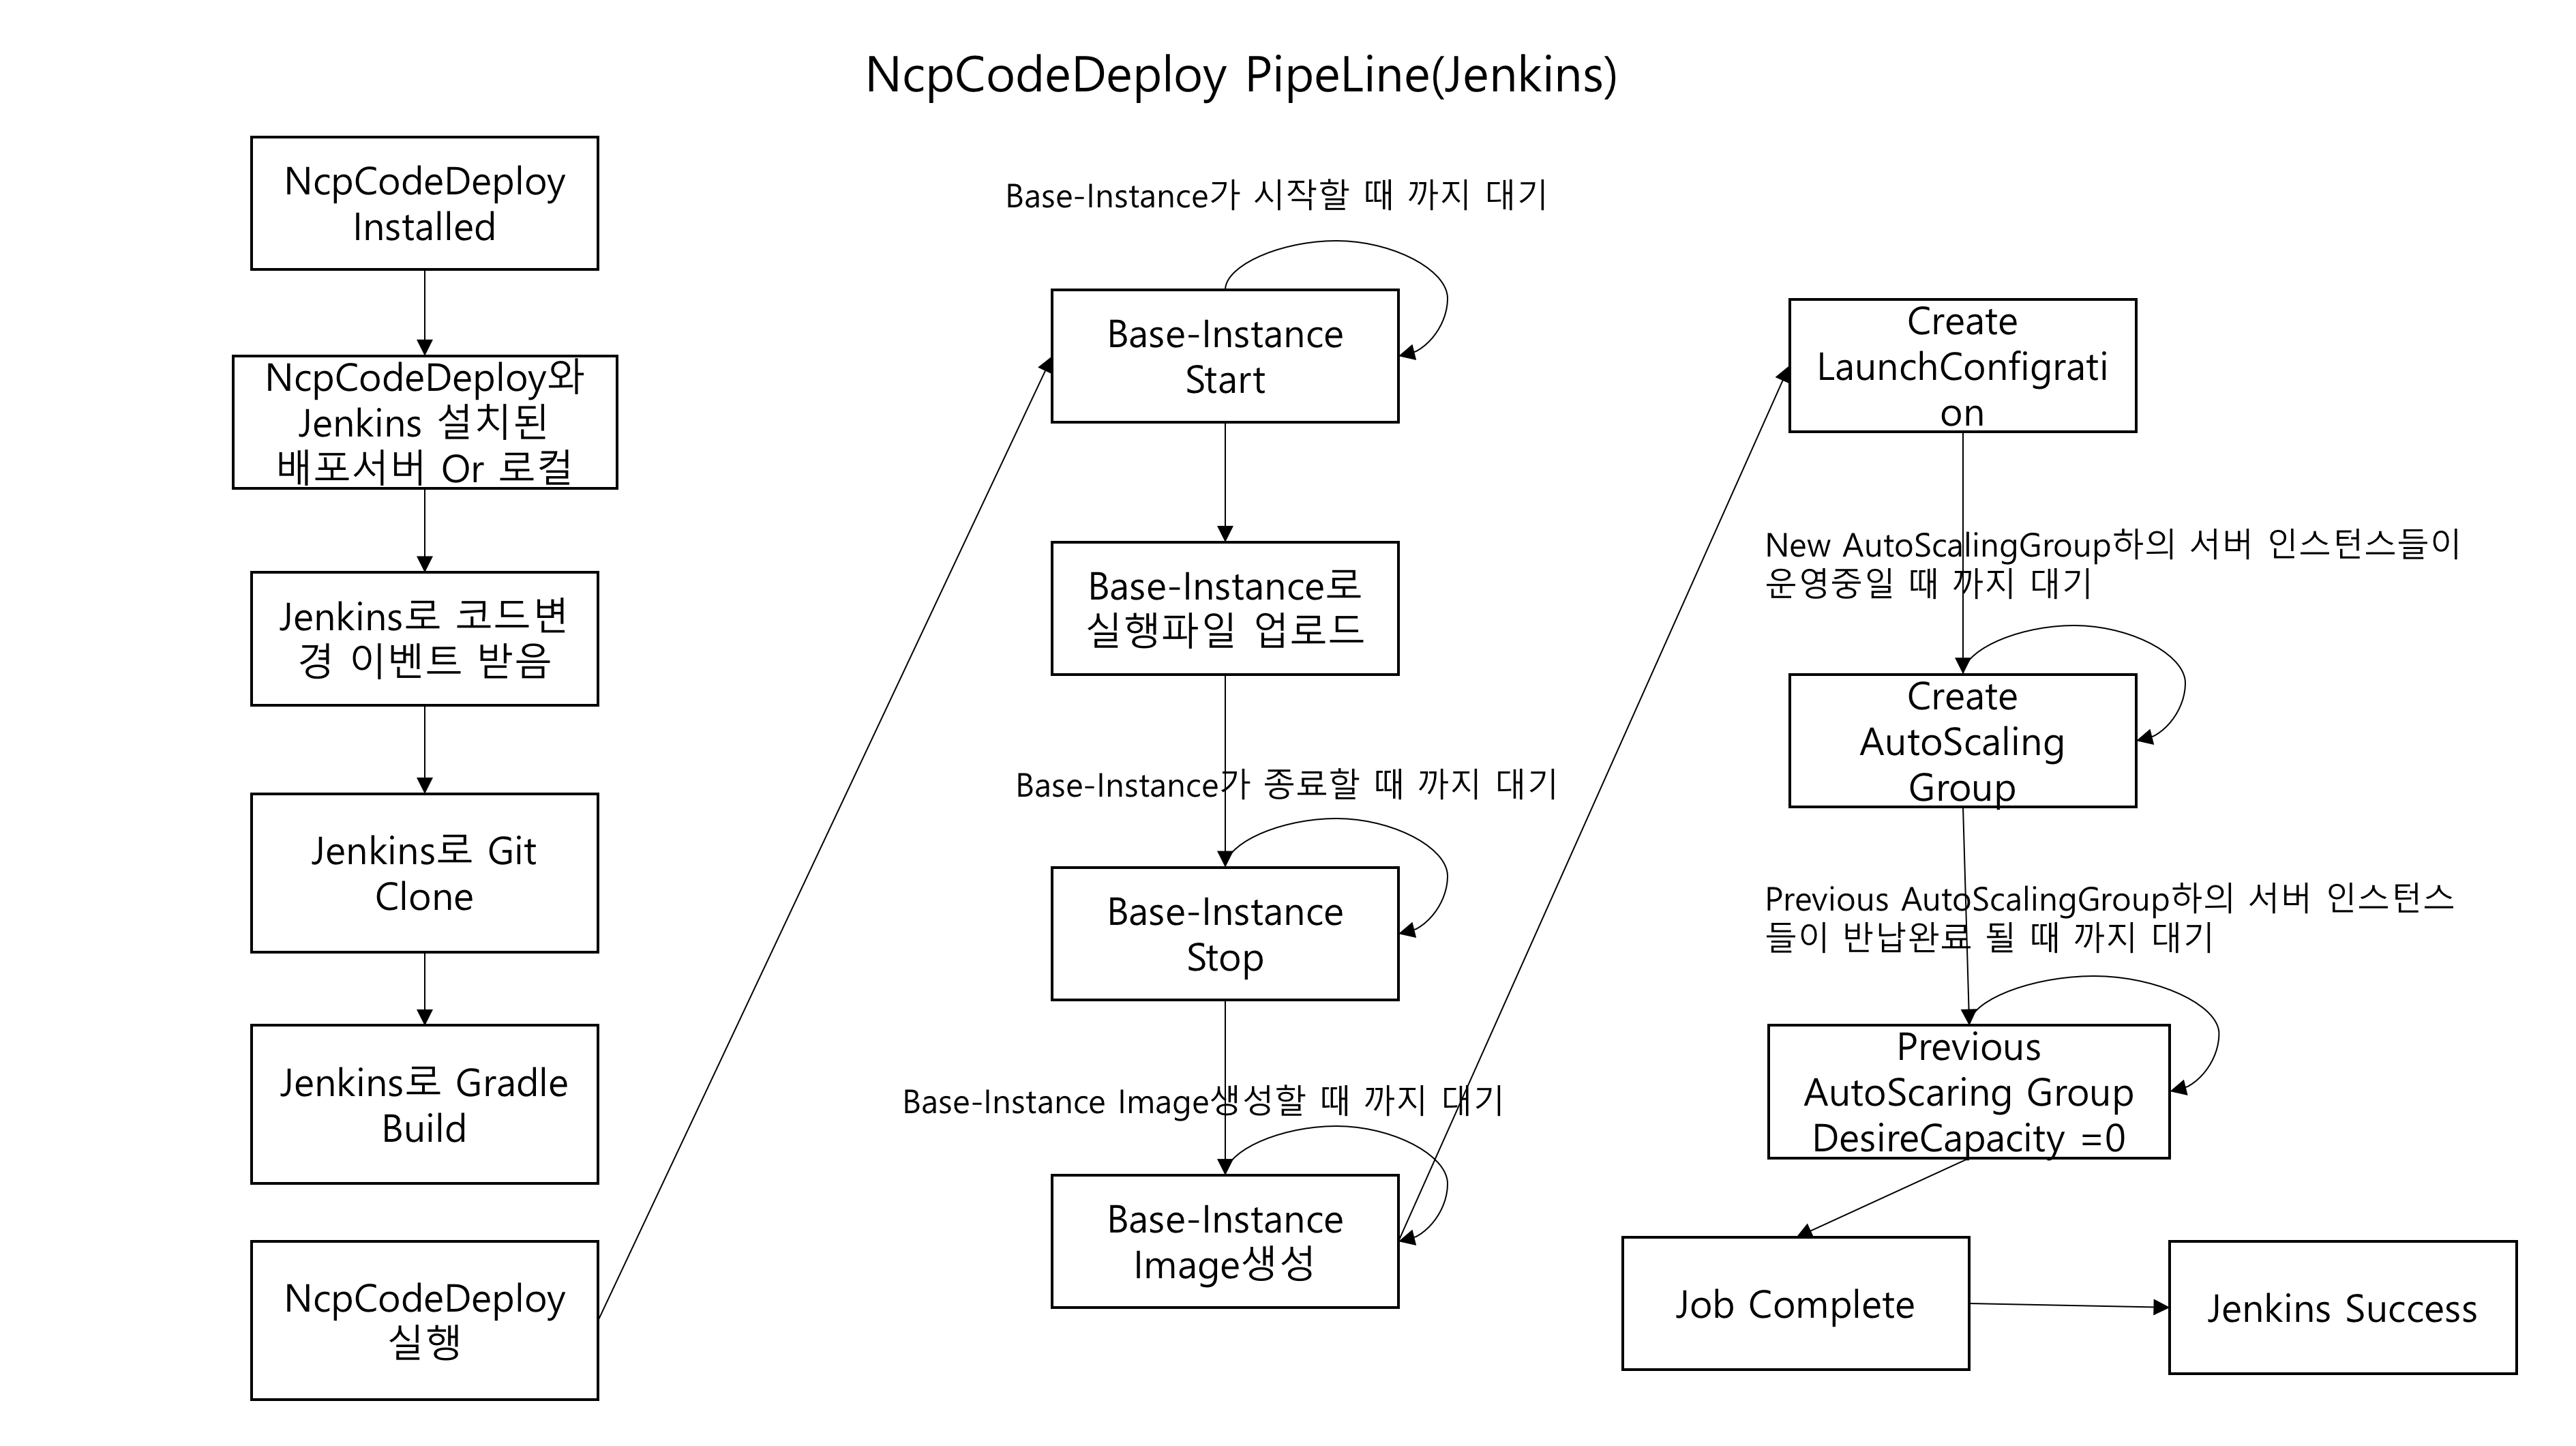 NcpCodeDeploy PipeLine(Jenkins)
NcpCodeDeploy
Installed
NcpCodeDeploy와
Jenkins 설치된
배포서버 Or 로컬
Jenkins로 코드변
경 이벤트 받음
Jenkins로 Git
Clone
Jenkins로 Gradle
Build
NcpCodeDeploy
실행
Base-Instance가 시작할 때 까지 대기
Base-Instance
Start
Base-Instance로
실행파일 업로드
Base-Instance가 종료할 때 까지 대기
Base-Instance
Stop
Base-Instance Image생성할 때 까지 대기
Base-Instance
Image생성
Create
LaunchConfigrati
on
New AutoScalingGroup하의 서버 인스턴스들이
운영중일 때 까지 대기
Create
AutoScaling
Group
Previous AutoScalingGroup하의 서버 인스턴스
들이 반납완료 될 때 까지 대기
Previous
AutoScaring Group
DesireCapacity =0
Job Complete
Jenkins Success